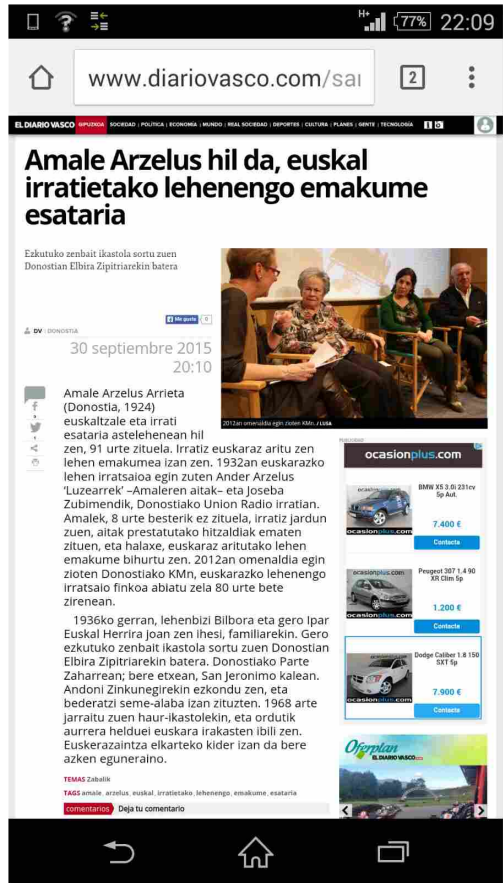 H+
77%
22:09
www.diariovasco.com/sai
2
EL DIARIO VASCO GIPUZKOA SOCIEDAD | POLÍTICA | ECONOMÍA | MUNDO | REAL SOCIEDAD | DEPORTES | CULTURA | PLANES | GENTE | TECNOLOGÍA
Amale Arzelus hil da, euskal
irratietako lehenengo emakume
esataria
Ezkutuko zenbait ikastola sortu zuen
Donostian Elbira Zipitriarekin batera
Me gusta 0
DV | DONOSTIA
30 septiembre 2015
20:10
2012an omenaldia egin zioten KMn. / LUSA
Amale Arzelus Arrieta
(Donostia, 1924)
euskaltzale eta irrati
esataria astelehenean hil
zen, 91 urte zituela. Irratiz euskaraz aritu zen
lehen emakumea izan zen. 1932an euskarazko
lehen irratsaioa egin zuten Ander Arzelus
‘Luzearrek’ –Amaleren aitak– eta Joseba
Zubimendik, Donostiako Union Radio irratian.
Amalek, 8 urte besterik ez zituela, irratiz jardun
zuen, aitak prestatutako hitzaldiak ematen
zituen, eta halaxe, euskaraz aritutako lehen
emakume bihurtu zen. 2012an omenaldia egin
zioten Donostiako KMn, euskarazko lehenengo
irratsaio finkoa abiatu zela 80 urte bete
zirenean.
1936ko gerran, lehenbizi Bilbora eta gero Ipar
Euskal Herrira joan zen ihesi, familiarekin. Gero
ezkutuko zenbait ikastola sortu zuen Donostian
Elbira Zipitriarekin batera. Donostiako Parte
Zaharrean; bere etxean, San Jeronimo kalean.
Andoni Zinkunegirekin ezkondu zen, eta
bederatzi seme-alaba izan zituzten. 1968 arte
jarraitu zuen haur-ikastolekin, eta ordutik
aurrera helduei euskara irakasten ibili zen.
Euskerazaintza elkarteko kider izan da bere
azken eguneraino.
TEMAS Zabalik
TAGS amale, arzelus, euskal, irratietako, lehenengo, emakume, esataria
comentarios Deja tu comentario
Publicidad
ocasionplus.com
BMW X5 3.0i 231cv
5p Aut.
7.400 €
Contacta
ocasionplus.com
Peugeot 307 1.4 90
XR Clim 5p
1.200 €
Contacta
ocasionplus.com
Dodge Caliber 1.8 150
SXT 5p
7.900 €
Contacta
ocasionplus.com
Oferplan
EL DIARIO VASCO